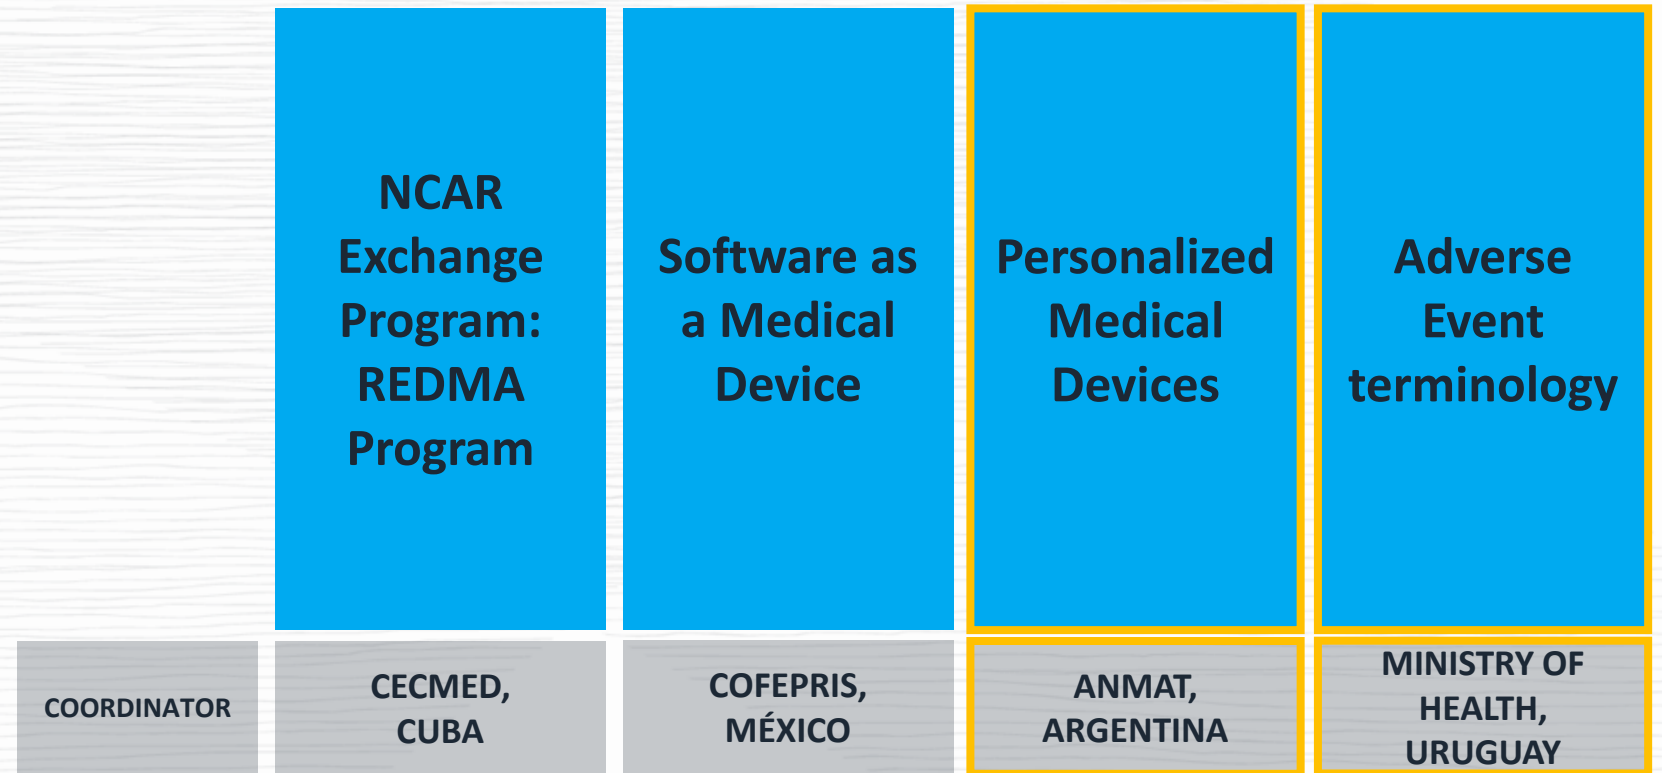 NCAR
Exchange
Program:
REDMA
Program
Software as
a Medical
Device
Personalized
Medical
Devices
Adverse
Event
terminology
COORDINATOR
CECMED,
CUBA
COFEPRIS,
MÉXICO
ANMAT,
ARGENTINA
MINISTRY OF
HEALTH,
URUGUAY